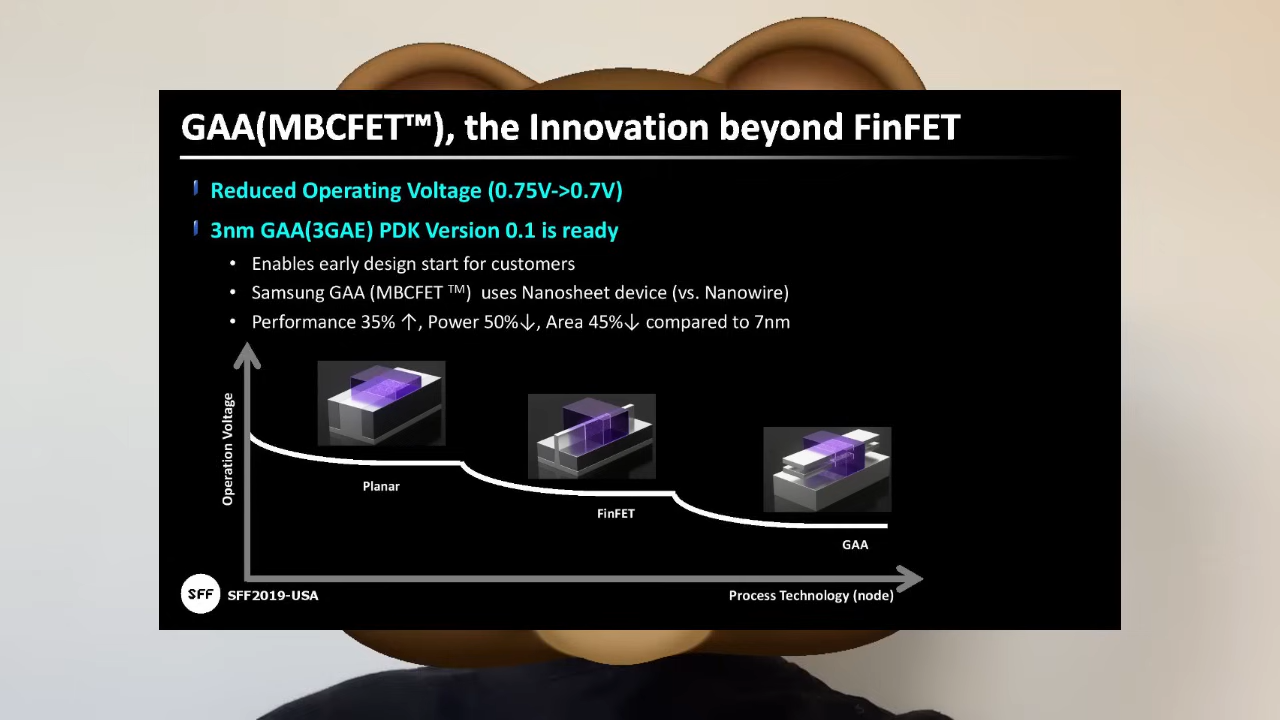 GAA(MBCFET™), the Innovation beyond FinFET
Reduced Operating Voltage (0.75V->0.7V)
3nm GAA(3GAE) PDK Version 0.1 is ready
• Enables early design start for customers
• Samsung GAA (MBCFET ™) uses Nanosheet device (vs. Nanowire)
• Performance 35% ↑, Power 50%↓, Area 45%↓ compared to 7nm
Operation Voltage
Planar
FinFET
GAA
Process Technology (node)
SFF SFF2019-USA